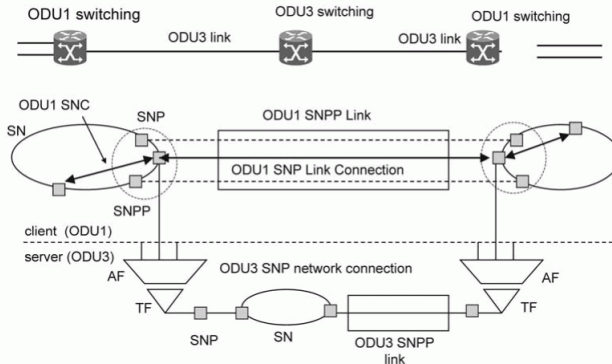 ODU1 switching
ODU3 switching
ODU1 switching
ODU3 link
ODU3 link
ODU1 SNC
SN
SNP
ODU1 SNPP Link
ODU1 SNP Link Connection
SNPP
client (ODU1)
server (ODU3)
AF
ODU3 SNP network connection
AF
TF
TF
SNP
SN
ODU3 SNPP
link